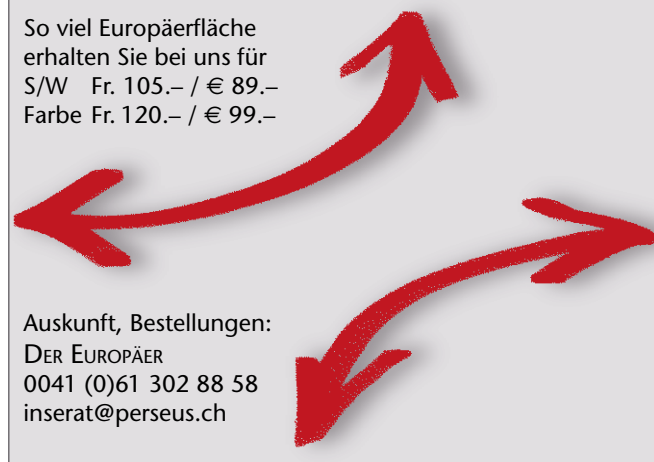 So viel Europäerfläche
erhalten Sie bei uns für
S/W Fr. 105.– / € 89.–
Farbe Fr. 120.– / € 99.–
Auskunft, Bestellungen:
DER EUROPÄER
0041 (0)61 302 88 58
inserat@perseus.ch